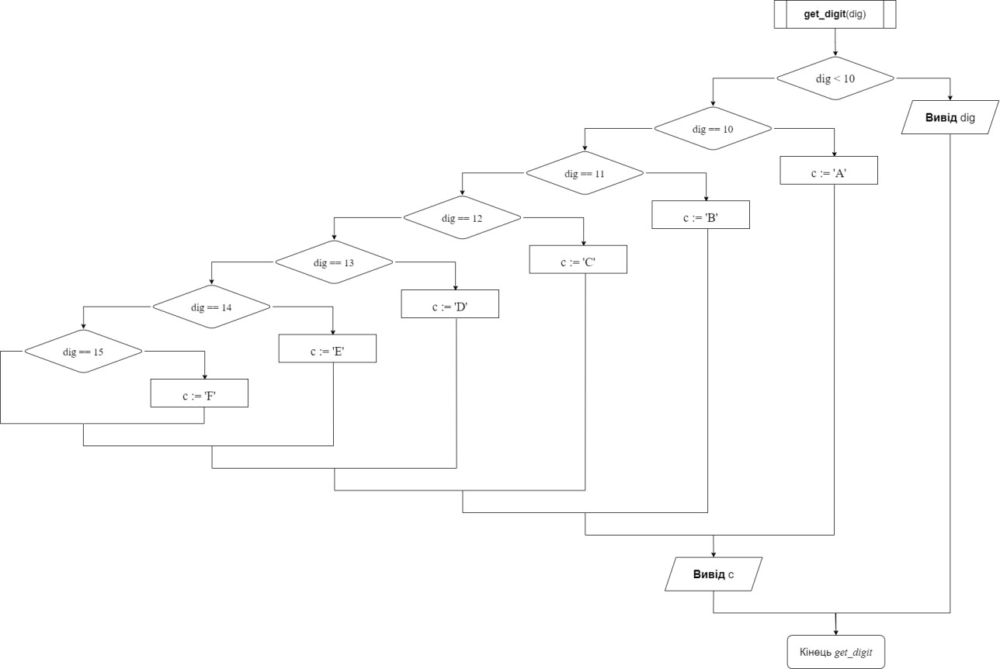 get_digit(dig)
dig < 10
Вивід dig
dig == 10
c := 'A'
dig == 11
c := 'B'
dig == 12
c := 'C'
dig == 13
c := 'D'
dig == 14
c := 'E'
dig == 15
c := 'F'
Вивід c
Кінець get_digit